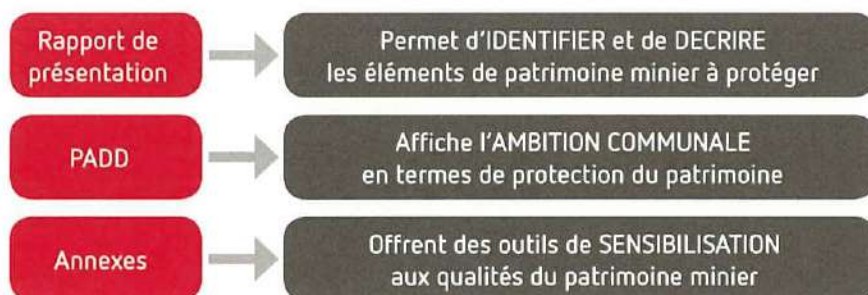 Rapport de
présentation
Permet d'IDENTIFIER et de DECRIRE
les éléments de patrimoine minier à protéger
PADD
Affiche l'AMBITION COMMUNALE
en termes de protection du patrimoine
Annexes
Offrent des outils de SENSIBILISATION
aux qualités du patrimoine minier